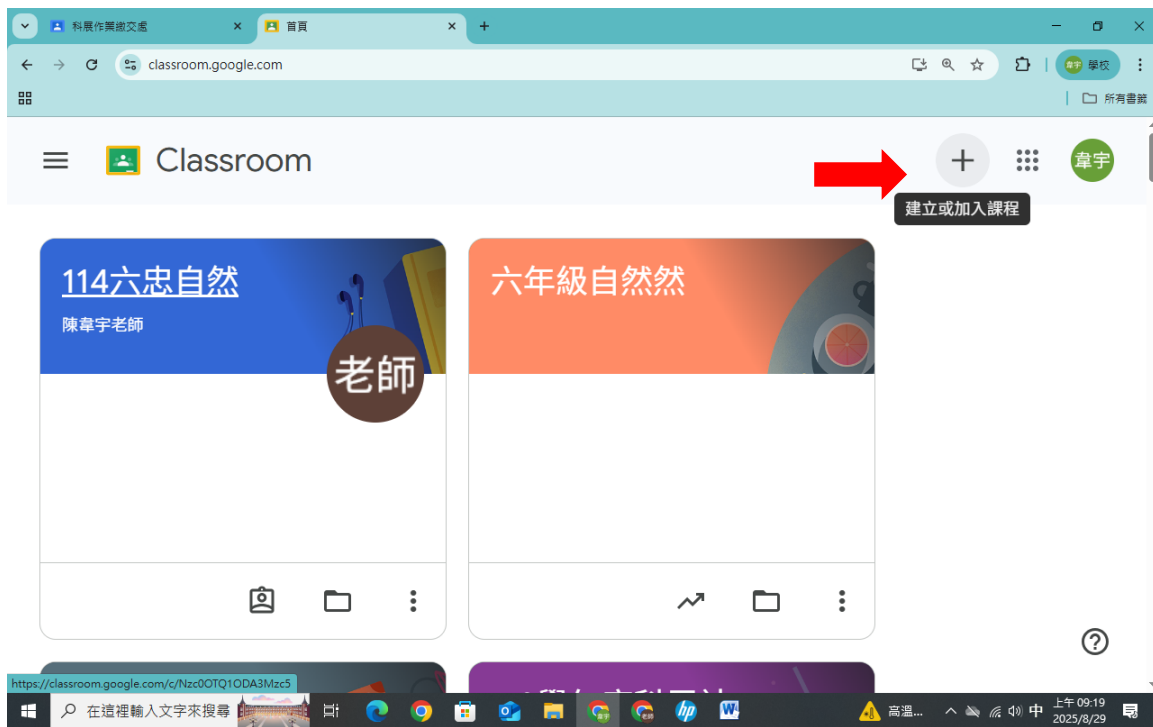 科展作業繳交處
首頁
classroom.google.com
韋宇 學校
所有書籤
Classroom
韋宇
建立或加入課程
114六忠自然
陳韋宇老師
老師
六年級自然然
https://classroom.google.com/c/Nzc0OTQ1ODA3Mzc5
在這裡輸入文字來搜尋
高溫...
中
上午 09:19
2025/8/29